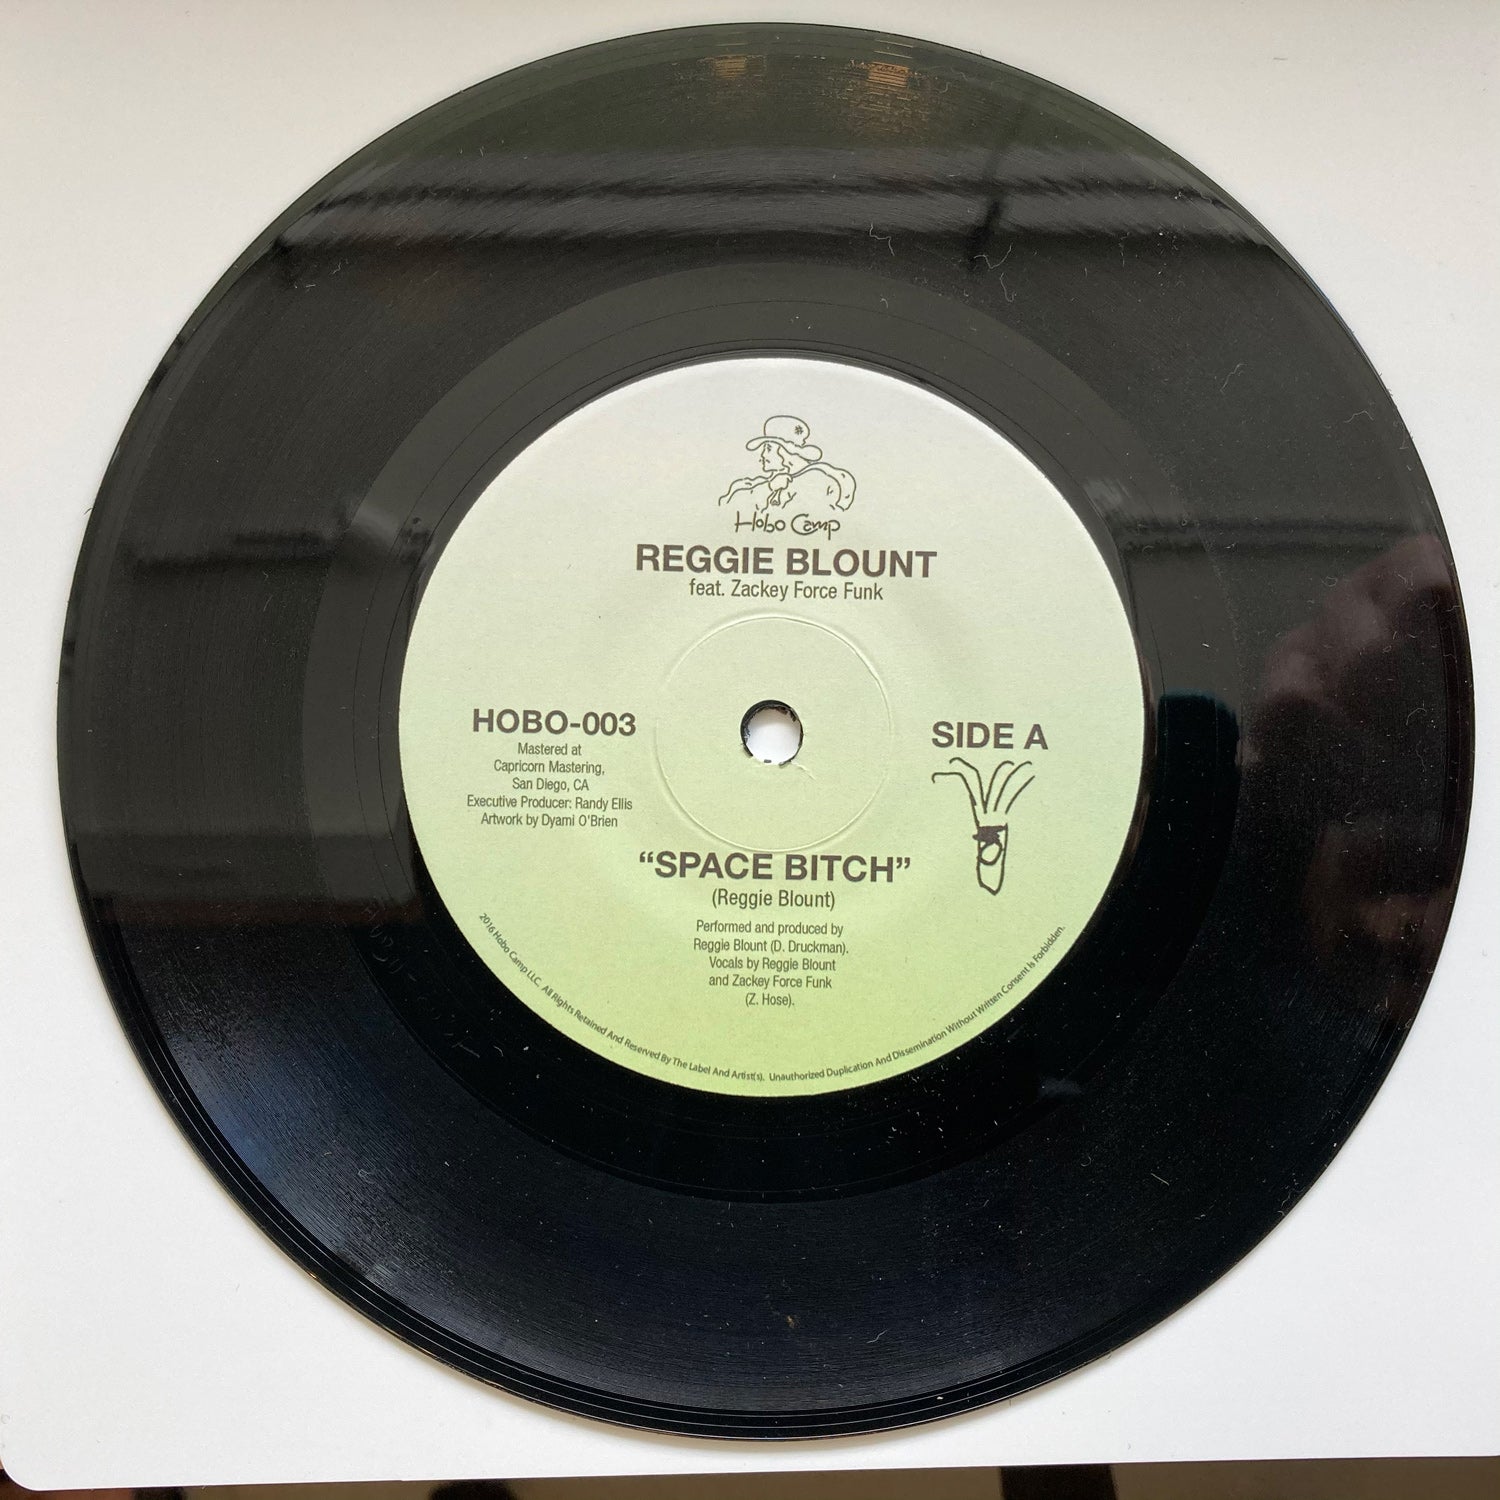 Hobo Camp
REGGIE BLOUNT
feat. Zackey Force Funk
HOBO-003
Mastered at
Capricorn Mastering,
San Diego, CA
Executive Producer: Randy Ellis
Artwork by Dyami O'Brien
SIDE A
“SPACE BITCH”
(Reggie Blount)
Performed and produced by
Reggie Blount (D. Druckman).
Vocals by Reggie Blount
and Zackey Force Funk
(Z. Hose).
2016 Hobo Camp LLC. All Rights Retained And Reserved By The Label And Artist(s). Unauthorized Duplication And Dissemination Without Written Consent Is Forbidden.